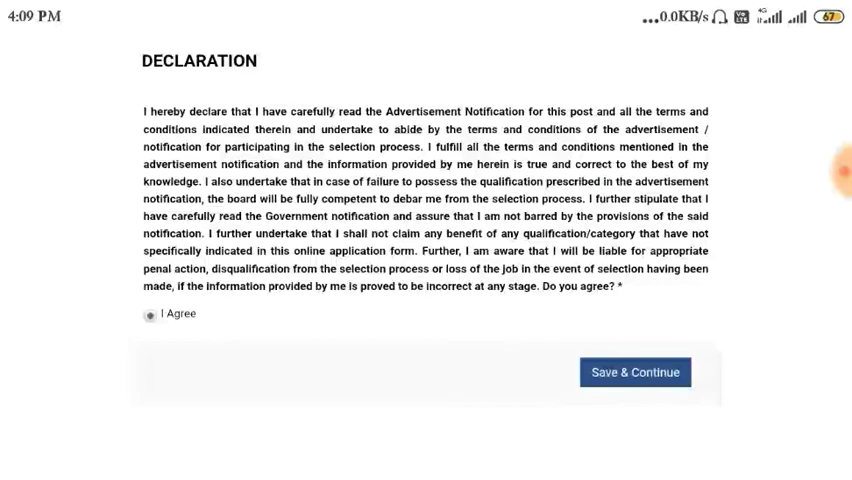 4:09 PM ...0.0KB/s Vo LTE 4G 67
DECLARATION
I hereby declare that I have carefully read the Advertisement Notification for this post and all the terms and
conditions indicated therein and undertake to abide by the terms and conditions of the advertisement /
notification for participating in the selection process. I fulfill all the terms and conditions mentioned in the
advertisement notification and the information provided by me herein is true and correct to the best of my
knowledge. I also undertake that in case of failure to possess the qualification prescribed in the advertisement
notification, the board will be fully competent to debar me from the selection process. I further stipulate that I
have carefully read the Government notification and assure that I am not barred by the provisions of the said
notification. I further undertake that I shall not claim any benefit of any qualification/category that have not
specifically indicated in this online application form. Further, I am aware that I will be liable for appropriate
penal action, disqualification from the selection process or loss of the job in the event of selection having been
made, if the information provided by me is proved to be incorrect at any stage. Do you agree? *
I Agree
Save & Continue